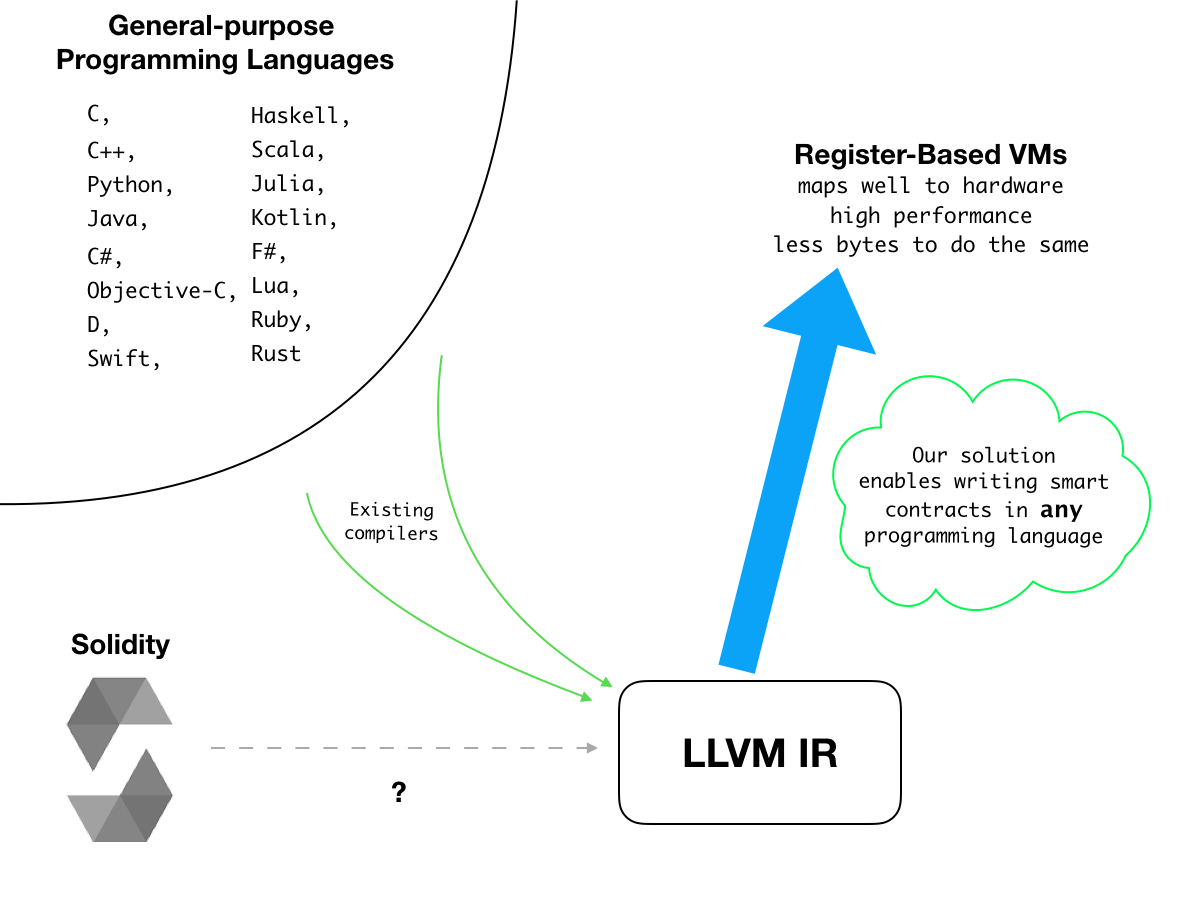 General-purpose
Programming Languages
C,
C++,
Python,
Java,
C#,
Objective-C,
D,
Swift,
Haskell,
Scala,
Julia,
Kotlin,
F#,
Lua,
Ruby,
Rust
Register-Based VMs
maps well to hardware
high performance
less bytes to do the same
Our solution
enables writing smart
contracts in any
programming language
Existing
compilers
Solidity
?
LLVM IR